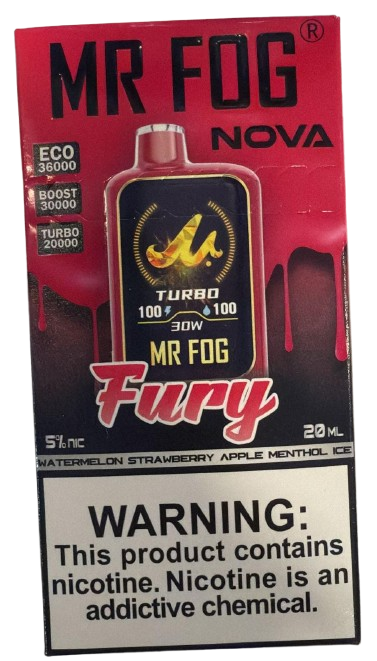 MR FOG®
NOVA
ECO
36000
BOOST
30000
TURBO
20000
TURBO
100 100
30W
MR FOG
Fury
5% NIC
20 ML
WATERMELON STRAWBERRY APPLE MENTHOL ICE
WARNING:
This product contains
nicotine. Nicotine is an
addictive chemical.